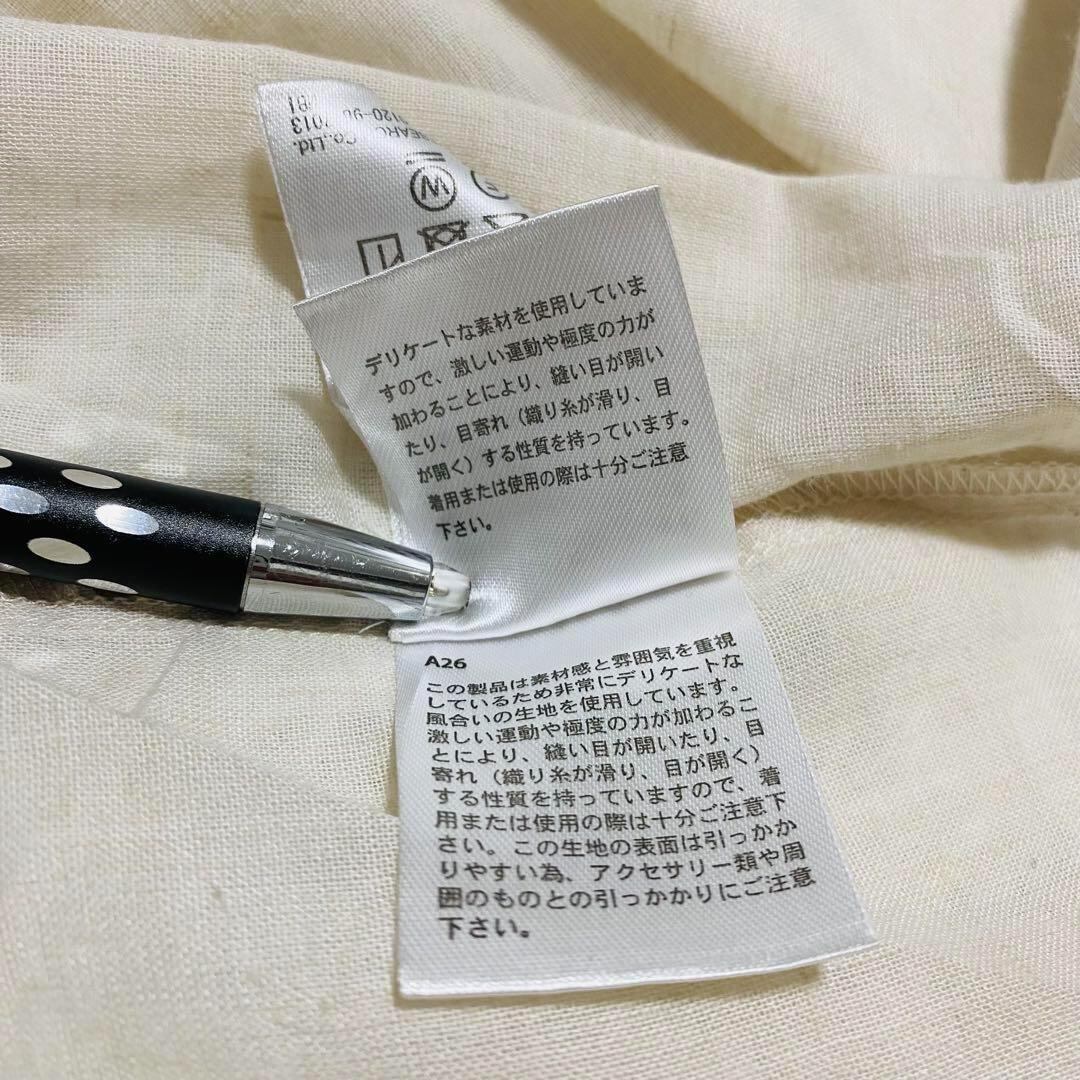 Co.,Ltd.
デリケートな素材を使用していま
すので、激しい運動や極度の力が
加わることにより、縫い目が開い
たり、目寄れ（織り糸が滑り、目
が開く）する性質を持っています。
着用または使用の際は十分ご注意
下さい。
A26
この製品は素材感と雰囲気を重視
しているため非常にデリケートな
風合いの生地を使用しています。
激しい運動や極度の力が加わるこ
とにより、縫い目が開いたり、目
寄れ（織り糸が滑り、目が開く）
する性質を持っていますので、着
用または使用の際は十分ご注意下
さい。この生地の表面は引っかか
りやすい為、アクセサリー類や周
囲のものとの引っかかりにご注意
下さい。